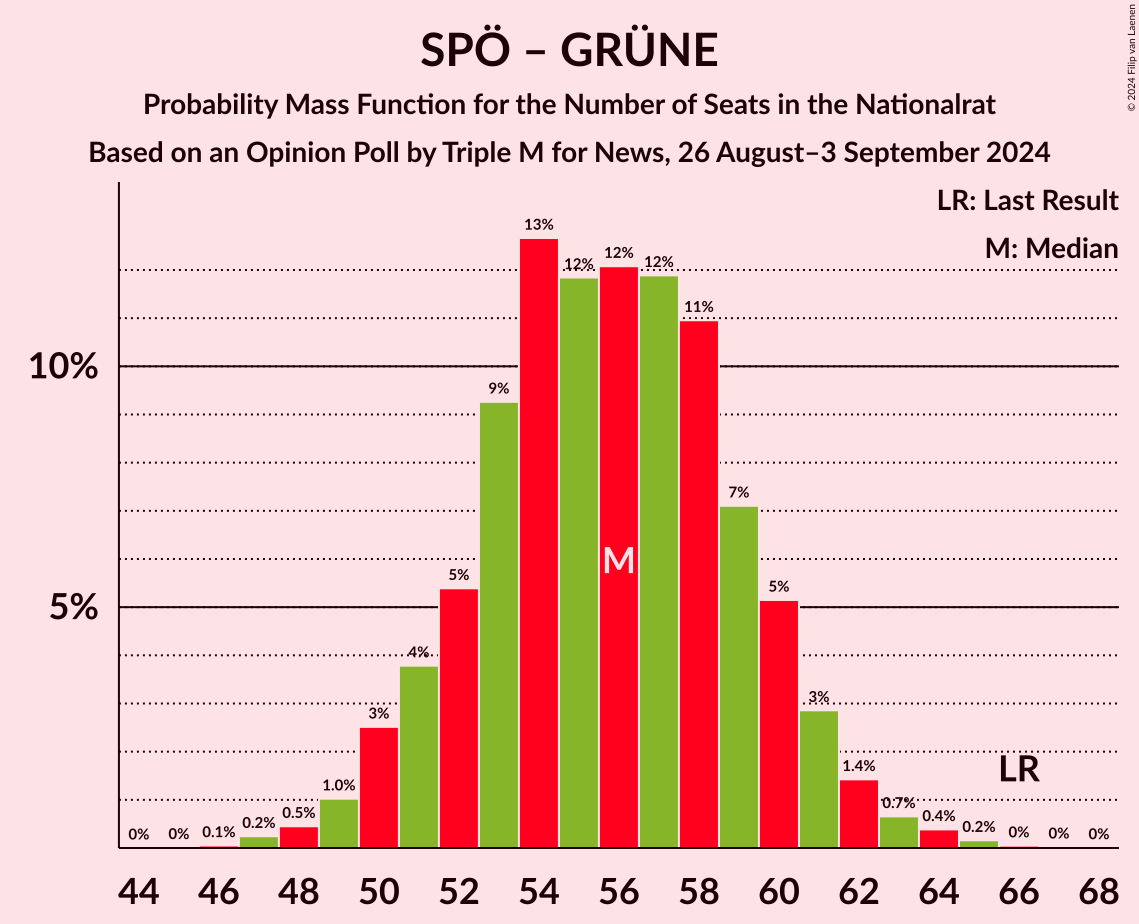 © 2024 Filip van Laenen
SPÖ – GRÜNE
Probability Mass Function for the Number of Seats in the Nationalrat
Based on an Opinion Poll by Triple M for News, 26 August–3 September 2024
LR: Last Result
M: Median
10%
5%
0% 0% 0.1% 0.2% 0.5% 1.0% 3% 4% 5% 9% 13% 12% 12% 12% 11% 7% 5% 3% 1.4% 0.7% 0.4% 0.2% 0% 0% 0%
M
LR
44 46 48 50 52 54 56 58 60 62 64 66 68